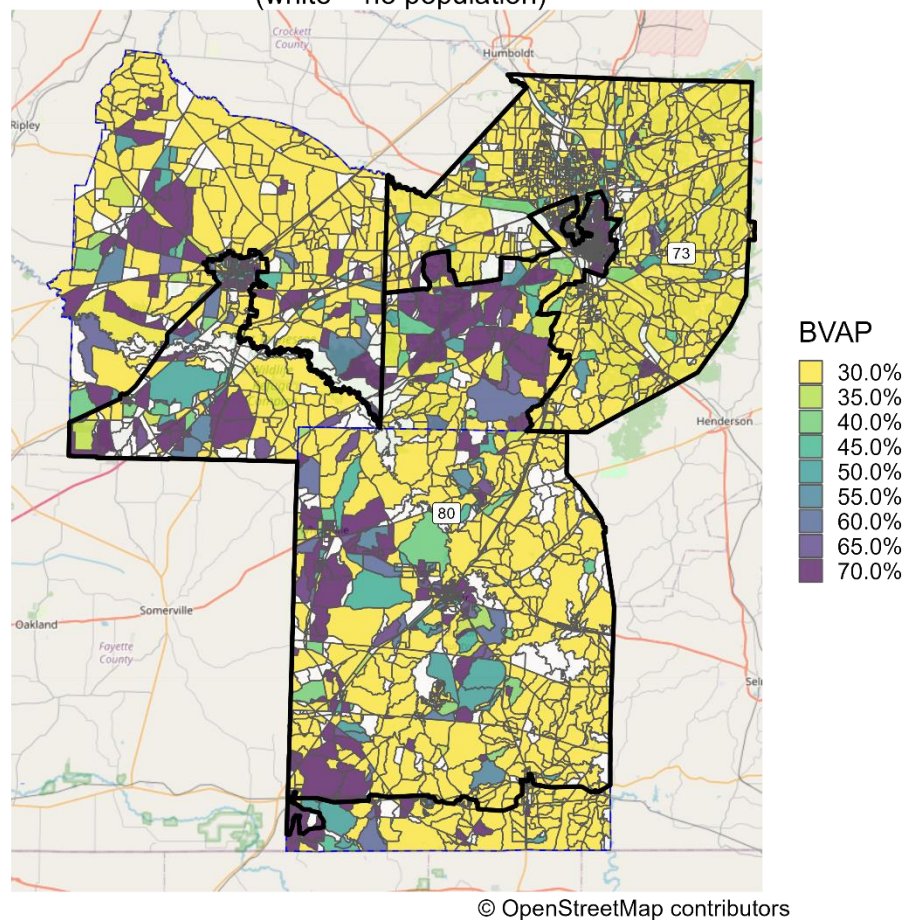 (white = no population)
Crockett
County
Humboldt
Ripley
73
Henderson
80
Somerville
Oakland
Fayette
County
BVAP
30.0%
35.0%
40.0%
45.0%
50.0%
55.0%
60.0%
65.0%
70.0%
© OpenStreetMap contributors